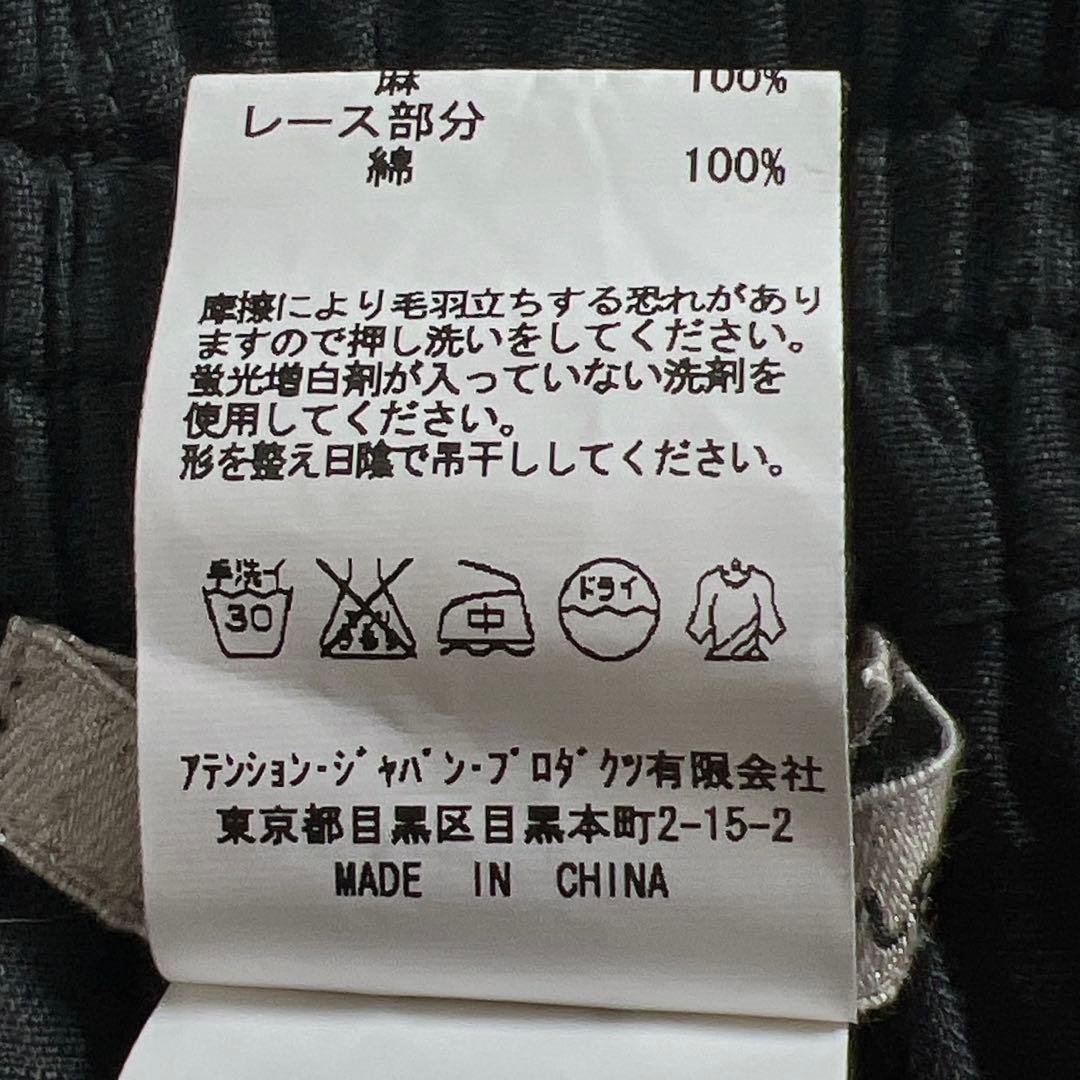 麻 100%
レース部分
綿 100%
摩擦により毛羽立ちする恐れがあり
ますので押し洗いをしてください。
蛍光増白剤が入っていない洗剤を
使用してください。
形を整え日陰で吊干ししてください。
手洗イ
30
エンソ
サラシ
中
ドライ
アテンション・ジャパン・プロダクツ有限会社
東京都目黒区目黒本町2-15-2
MADE IN CHINA